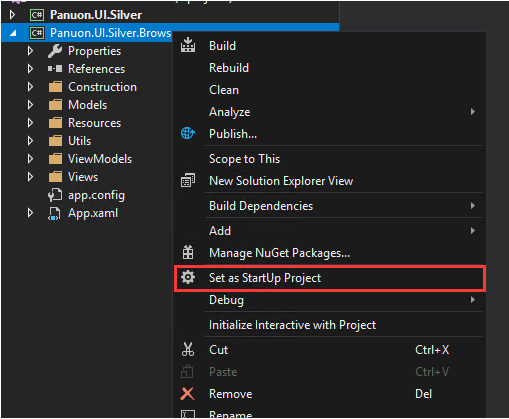 Panuon.UI.Silver
Panuon.UI.Silver.Brows
Properties
References
Construction
Models
Resources
Utils
ViewModels
Views
app.config
App.xaml
Build
Rebuild
Clean
Analyze
Publish...
Scope to This
New Solution Explorer View
Build Dependencies
Add
Manage NuGet Packages...
Set as StartUp Project
Debug
Initialize Interactive with Project
Cut Ctrl+X
Paste Ctrl+V
Remove Del
Rename